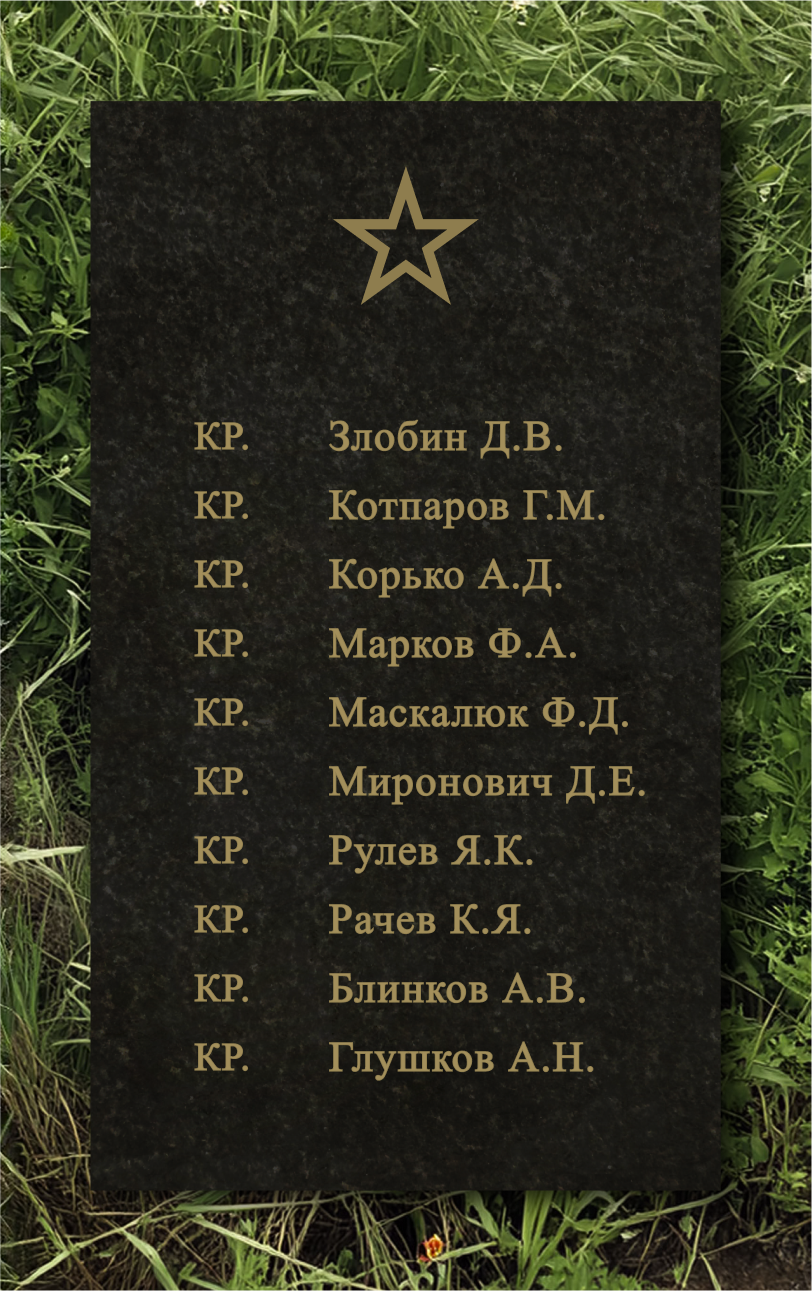 КР. Злобин Д.В.
КР. Котпаров Г.М.
КР. Корько А.Д.
КР. Марков Ф.А.
КР. Маскалюк Ф.Д.
КР. Миронович Д.Е.
КР. Рулев Я.К.
КР. Рачев К.Я.
КР. Блинков А.В.
КР. Глушков А.Н.